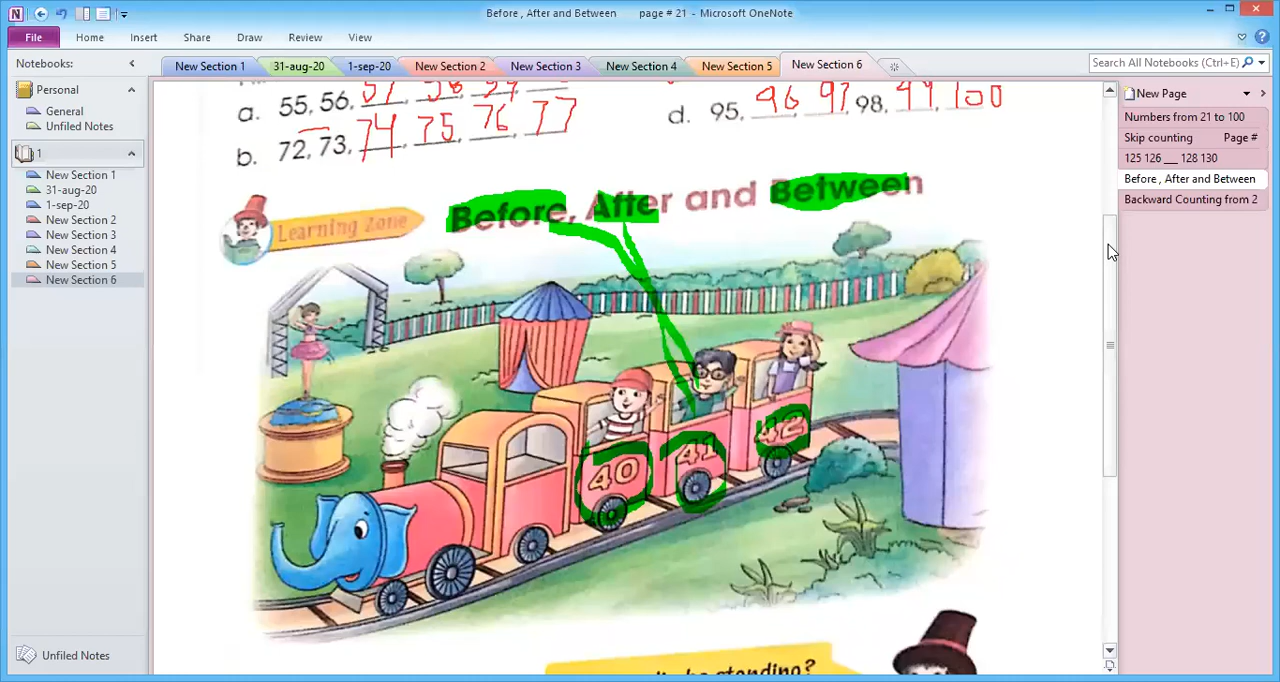 Before , After and Between     page # 21 - Microsoft OneNote
File Home Insert Share Draw Review View
Notebooks:
New Section 1 31-aug-20 1-sep-20 New Section 2 New Section 3 New Section 4 New Section 5 New Section 6
Search All Notebooks (Ctrl+E)
Personal
General
Unfiled Notes
1
New Section 1
31-aug-20
1-sep-20
New Section 2
New Section 3
New Section 4
New Section 5
New Section 6
Unfiled Notes
a. 55, 56, 57, 58, 59,
b. 72, 73, 74, 75, 76, 77
d. 95, 96, 97, 98, 99, 100
Learning Zone
Before, After and Between
40 41 42
be standing?
New Page
Numbers from 21 to 100
Skip counting Page #
125 126 __ 128 130
Before , After and Between
Backward Counting from 2